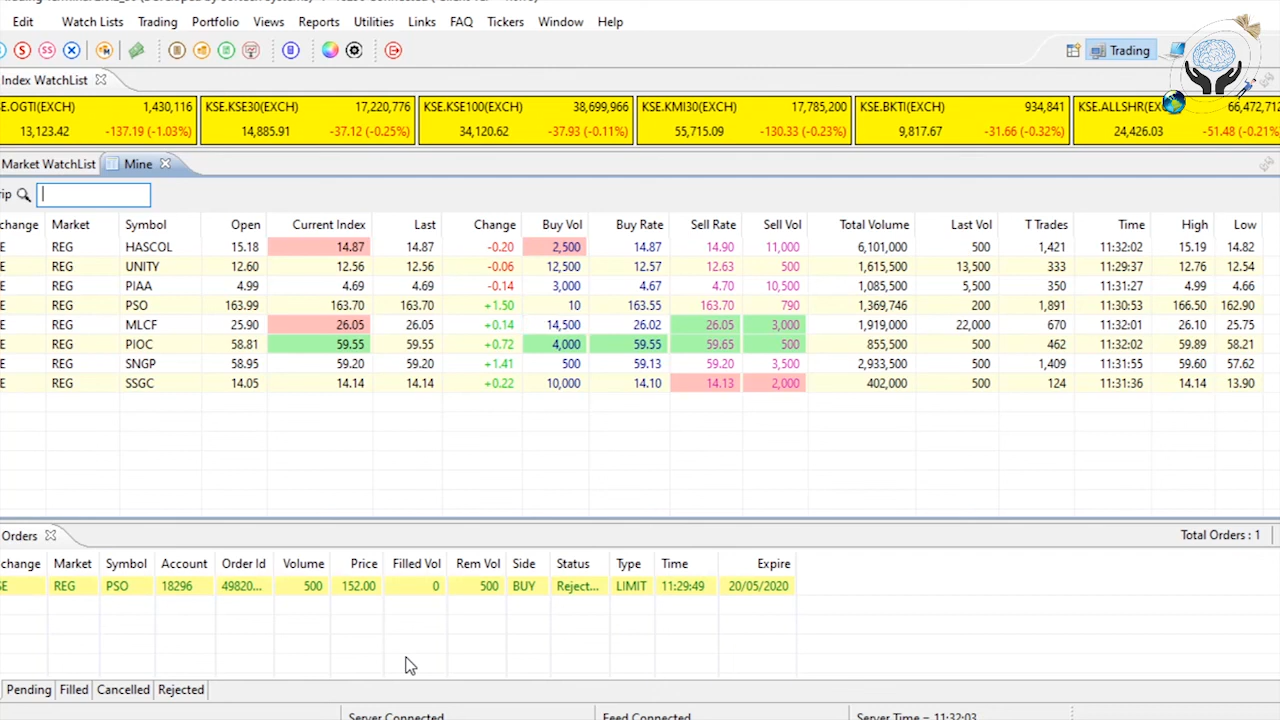 Edit Watch Lists Trading Portfolio Views Reports Utilities Links FAQ Tickers Window Help
S SS X M Trading
Index WatchList
E.OGTI(EXCH) 1,430,116 KSE.KSE30(EXCH) 17,220,776 KSE.KSE100(EXCH) 38,699,966 KSE.KMI30(EXCH) 17,785,200 KSE.BKTI(EXCH) 934,841 KSE.ALLSHR(EXC 66,472,712
13,123.42 -137.19 (-1.03%) 14,885.91 -37.12 (-0.25%) 34,120.62 -37.93 (-0.11%) 55,715.09 -130.33 (-0.23%) 9,817.67 -31.66 (-0.32%) 24,426.03 -51.48 (-0.21%
Market WatchList Mine
rip
change Market Symbol Open Current Index Last Change Buy Vol Buy Rate Sell Rate Sell Vol Total Volume Last Vol T Trades Time High Low
E REG HASCOL 15.18 14.87 14.87 -0.20 2,500 14.87 14.90 11,000 6,101,000 500 1,421 11:32:02 15.19 14.82
E REG UNITY 12.60 12.56 12.56 -0.06 12,500 12.57 12.63 500 1,615,500 13,500 333 11:29:37 12.76 12.54
E REG PIAA 4.99 4.69 4.69 -0.14 3,000 4.67 4.70 10,500 1,085,500 5,500 350 11:31:27 4.99 4.66
E REG PSO 163.99 163.70 163.70 +1.50 10 163.55 163.70 790 1,369,746 200 1,891 11:30:53 166.50 162.90
E REG MLCF 25.90 26.05 26.05 +0.14 14,500 26.02 26.05 3,000 1,919,000 22,000 670 11:32:01 26.10 25.75
E REG PIOC 58.81 59.55 59.55 +0.72 4,000 59.55 59.65 500 855,500 500 462 11:32:02 59.89 58.21
E REG SNGP 58.95 59.20 59.20 +1.41 500 59.13 59.20 3,500 2,933,500 500 1,409 11:31:55 59.60 57.62
E REG SSGC 14.05 14.14 14.14 +0.22 10,000 14.10 14.13 2,000 402,000 500 124 11:31:36 14.14 13.90
Orders Total Orders : 1
change Market Symbol Account Order Id Volume Price Filled Vol Rem Vol Side Status Type Time Expire
SE REG PSO 18296 49820... 500 152.00 0 500 BUY Reject... LIMIT 11:29:49 20/05/2020
Pending Filled Cancelled Rejected
Server Connected Feed Connected Server Time = 11:32:03